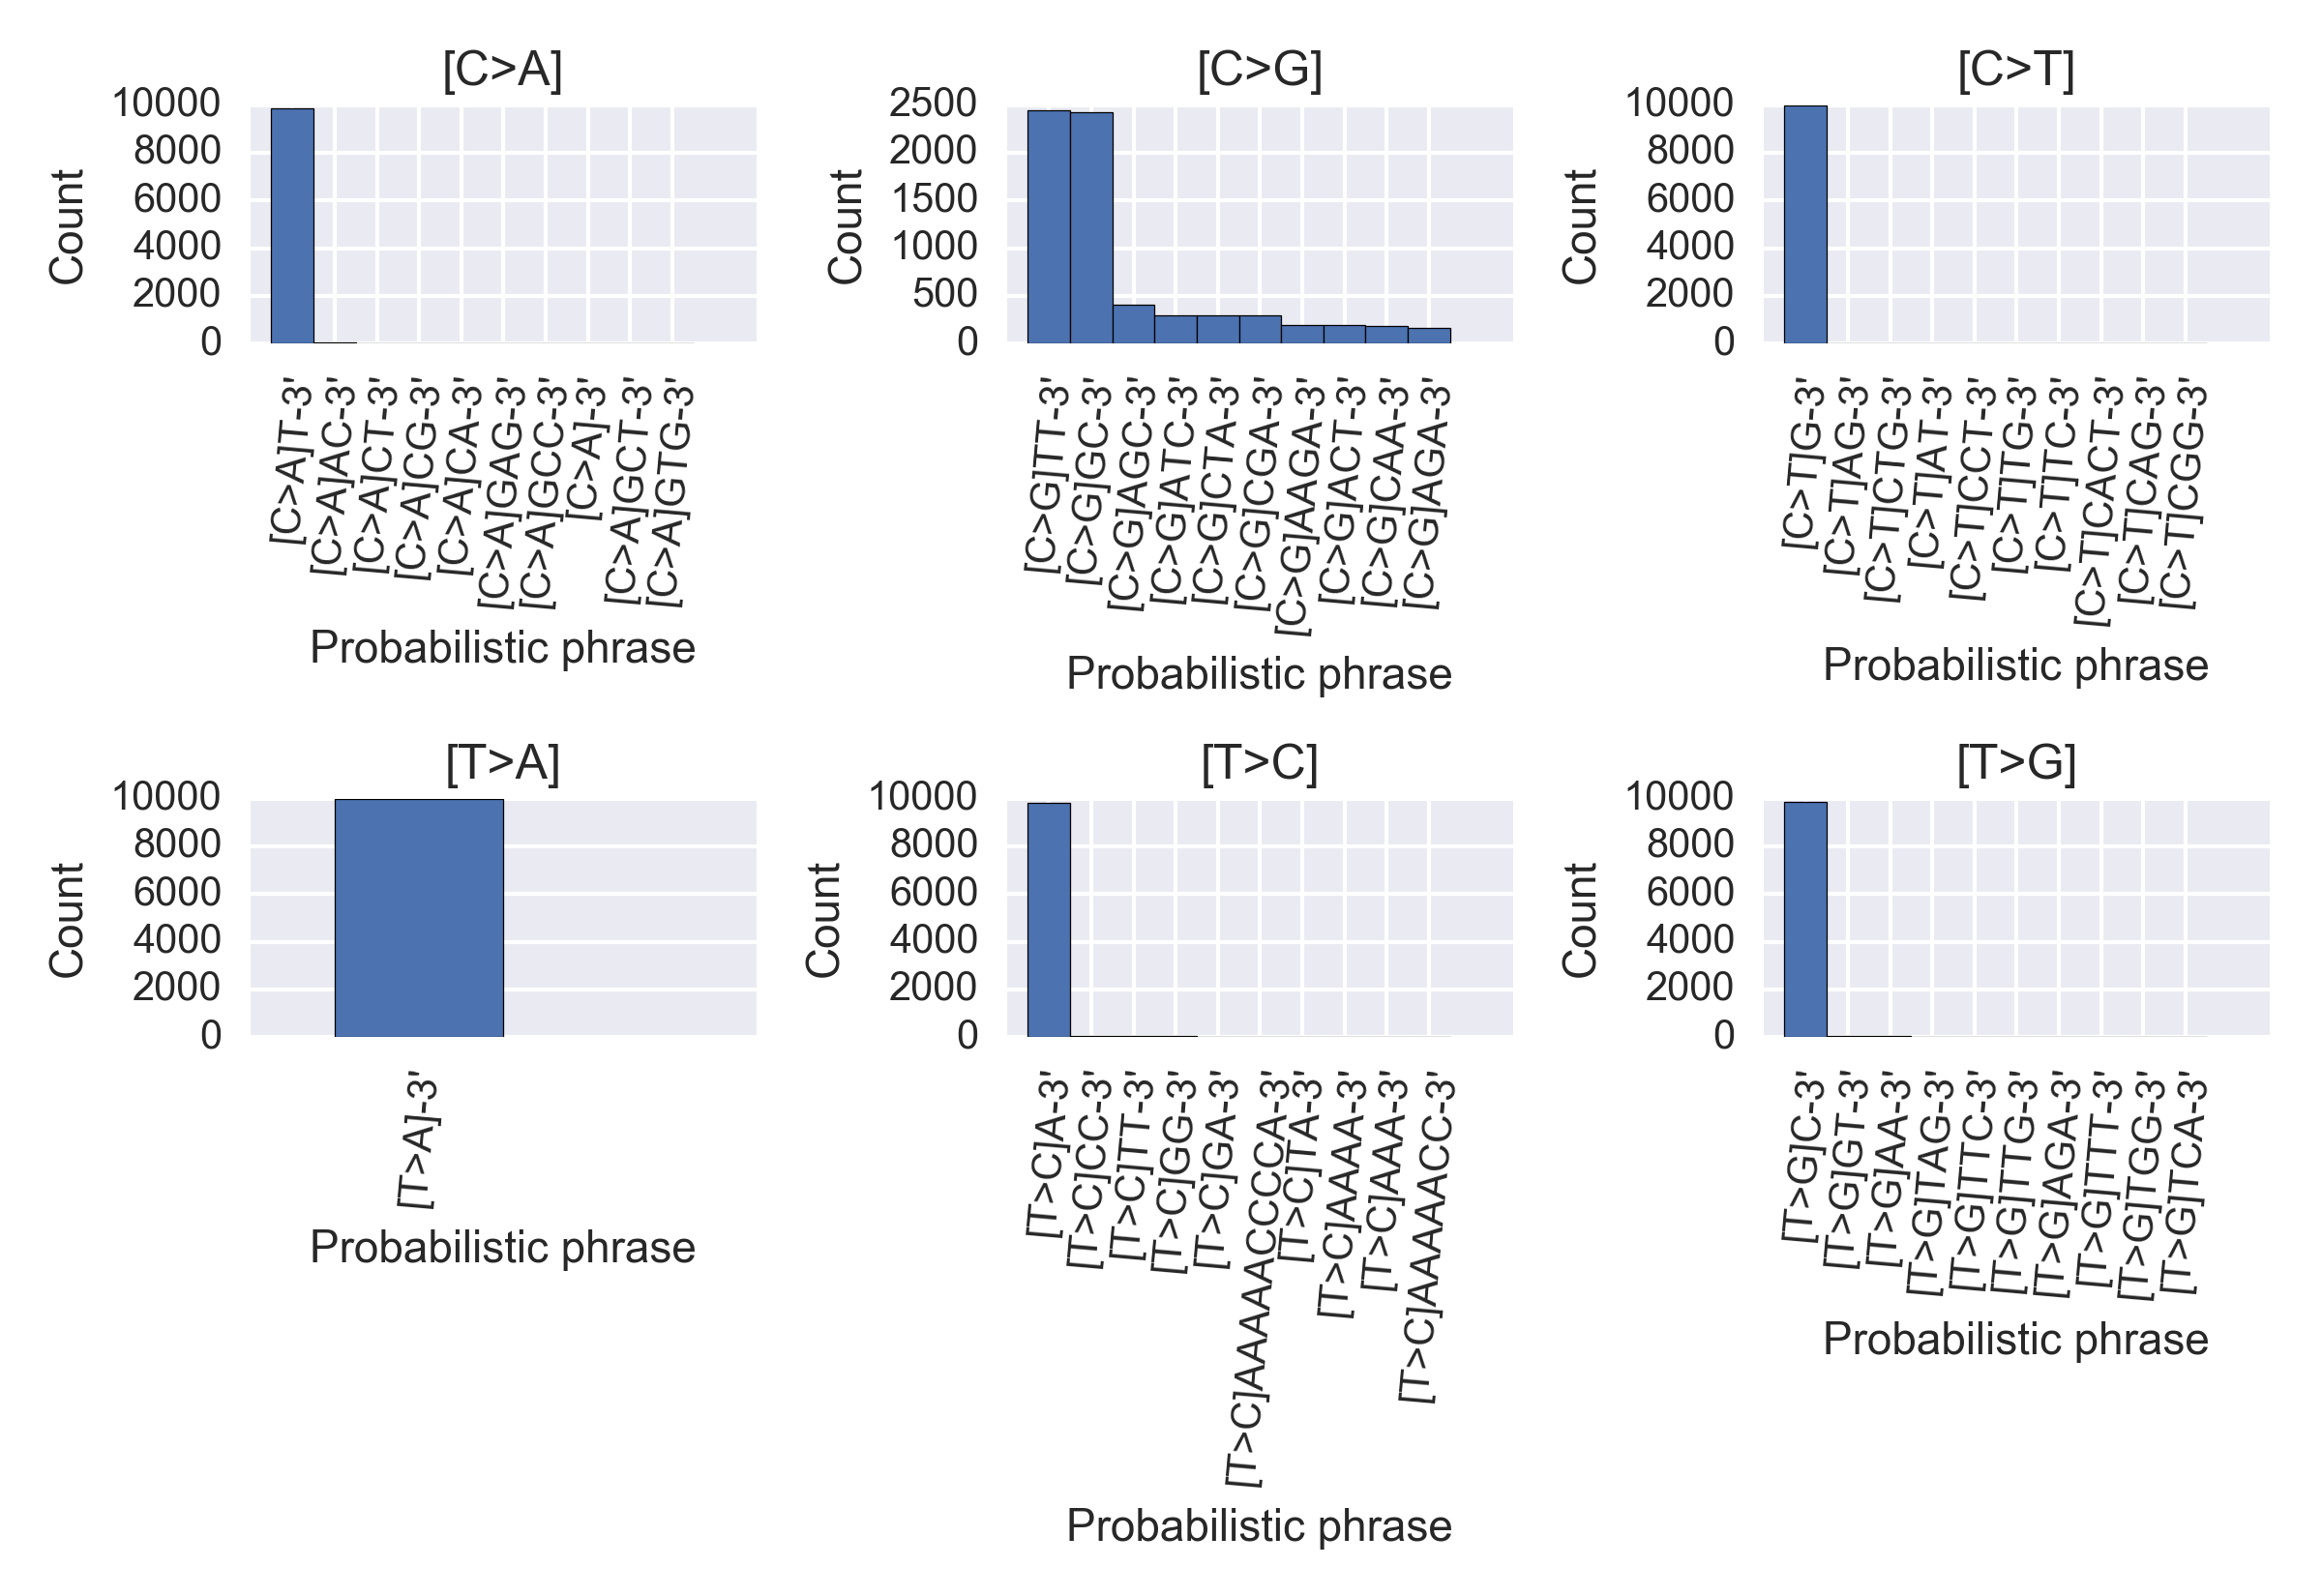 [C>A]
10000
8000
6000
4000
2000
0
Count
[C>A]T-3'
[C>A]AC-3'
[C>A]CT-3'
[C>A]CG-3'
[C>A]CA-3'
[C>A]GAG-3'
[C>A]GCC-3'
[C>A]-3'
[C>A]GCT-3'
[C>A]GTG-3'
Probabilistic phrase
[C>G]
2500
2000
1500
1000
500
0
Count
[C>G]TT-3'
[C>G]GC-3'
[C>G]AGC-3'
[C>G]ATC-3'
[C>G]CTA-3'
[C>G]CGA-3'
[C>G]AAGA-3'
[C>G]ACT-3'
[C>G]CAA-3'
[C>G]AGA-3'
Probabilistic phrase
[C>T]
10000
8000
6000
4000
2000
0
Count
[C>T]G-3'
[C>T]AG-3'
[C>T]CTG-3'
[C>T]AT-3'
[C>T]CCT-3'
[C>T]TG-3'
[C>T]TC-3'
[C>T]CACT-3'
[C>T]CAG-3'
[C>T]CGG-3'
Probabilistic phrase
[T>A]
10000
8000
6000
4000
2000
0
Count
[T>A]-3'
Probabilistic phrase
[T>C]
10000
8000
6000
4000
2000
0
Count
[T>C]A-3'
[T>C]CC-3'
[T>C]TT-3'
[T>C]GG-3'
[T>C]GA-3'
[T>C]AAAAACCCCA-3'
[T>C]TA-3'
[T>C]AAAA-3'
[T>C]AAA-3'
[T>C]AAAAACC-3'
Probabilistic phrase
[T>G]
10000
8000
6000
4000
2000
0
Count
[T>G]C-3'
[T>G]GT-3'
[T>G]AA-3'
[T>G]TAG-3'
[T>G]TTC-3'
[T>G]TTG-3'
[T>G]AGA-3'
[T>G]TTT-3'
[T>G]TGG-3'
[T>G]TCA-3'
Probabilistic phrase